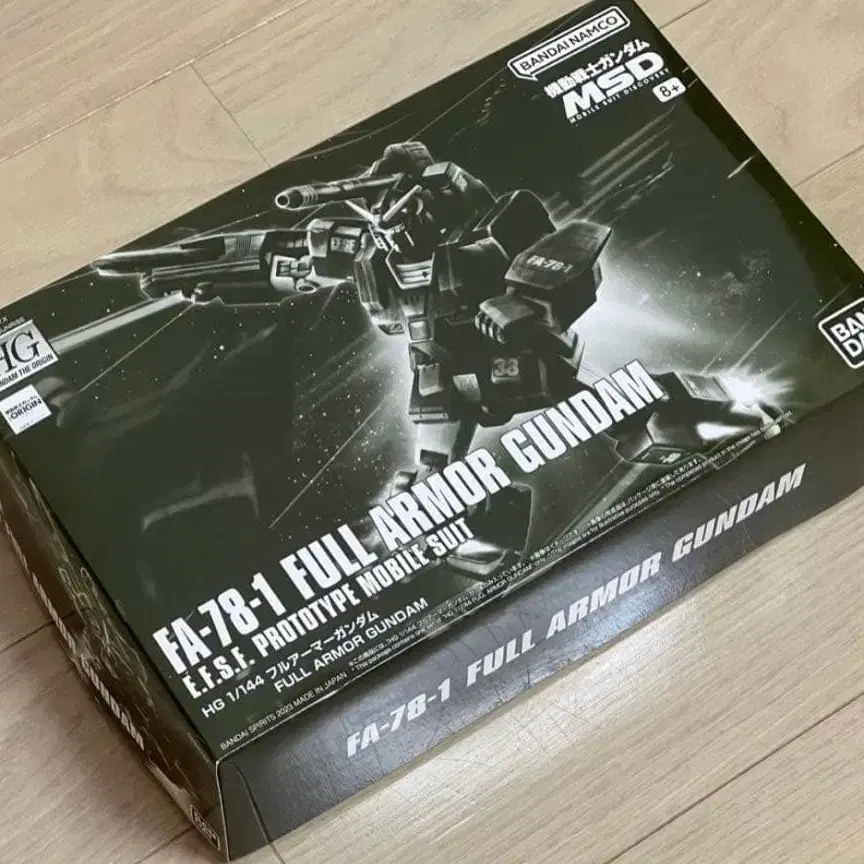 BANDAI NAMCO
機動戦士ガンダム
MSD
MOBILE SUIT DISCOVERY
8+
FA-78-1
38
HG
GUNDAM THE ORIGIN
ORIGIN
FA-78-1 FULL ARMOR GUNDAM
E.F.S.F. PROTOTYPE MOBILE SUIT
HG 1/144 フルアーマーガンダム
FULL ARMOR GUNDAM
BANDAI SPIRITS 2023 MADE IN JAPAN
FA-78-1 FULL ARMOR GUNDAM